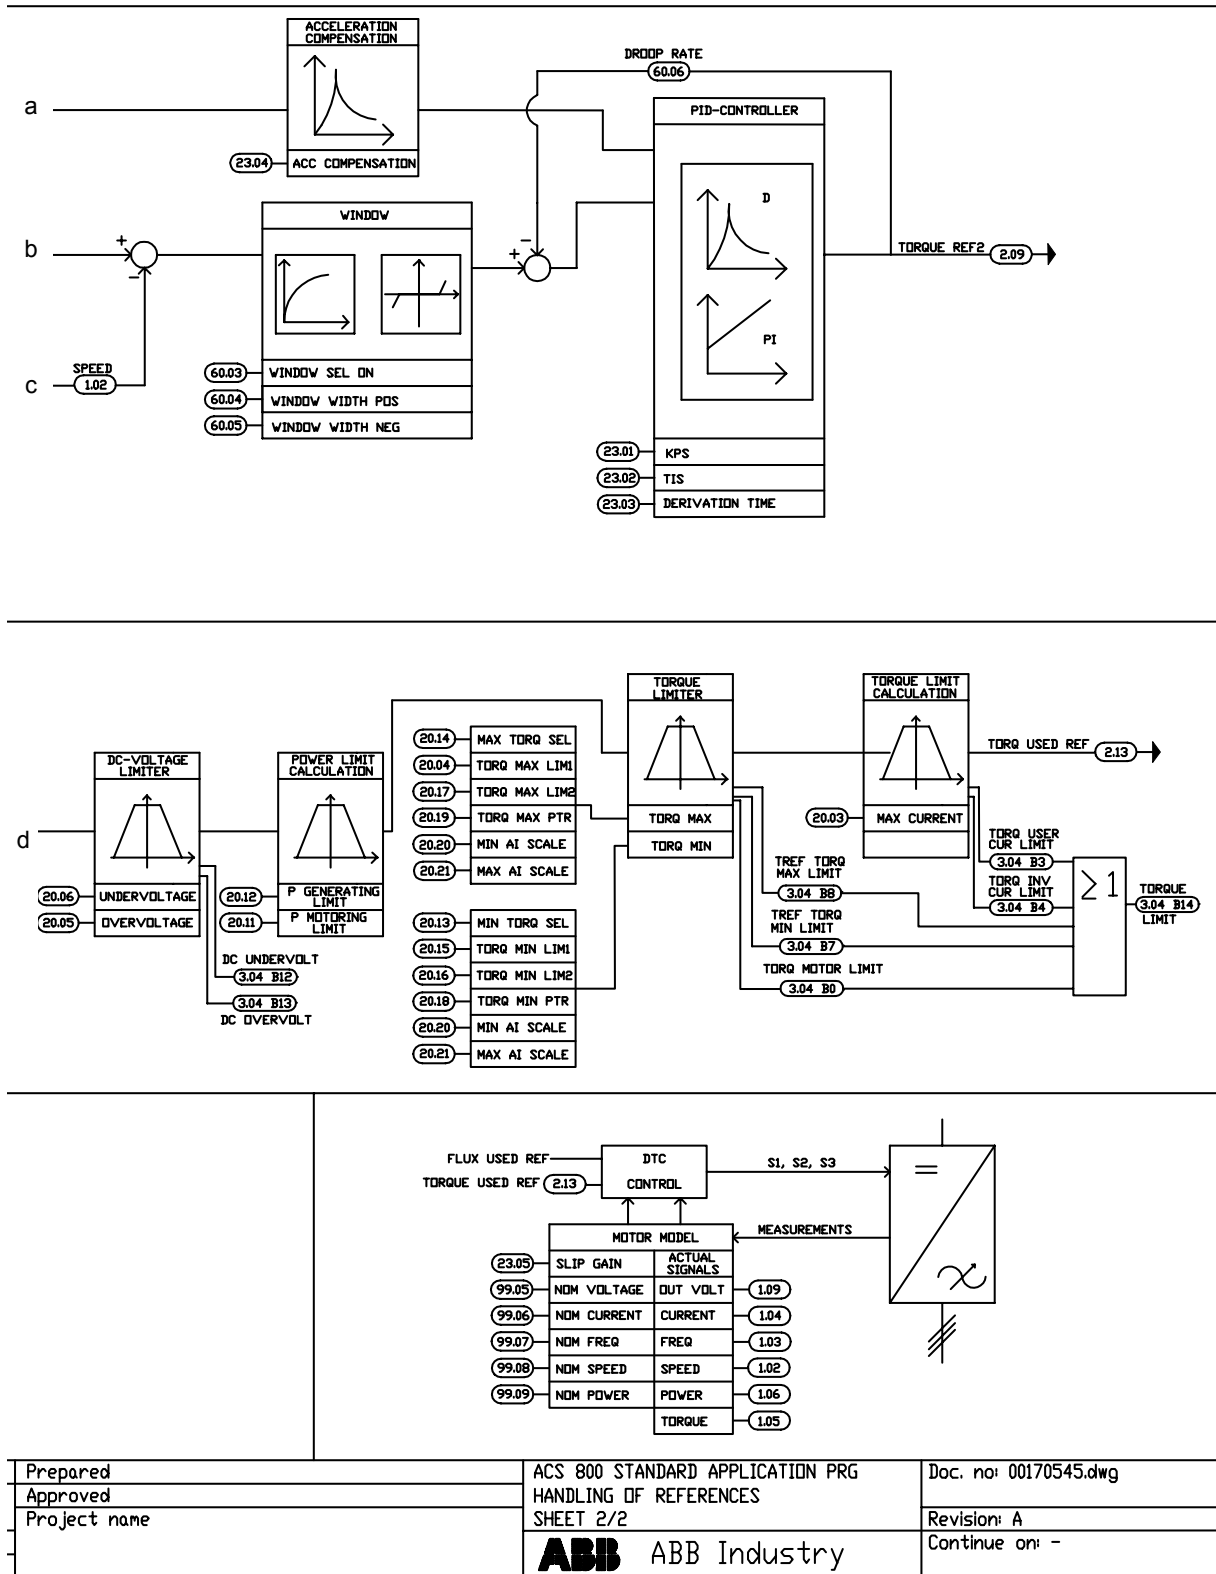 ACCELERATION
COMPENSATION
a
23.04
ACC COMPENSATION
DROOP RATE
60.06
PID-CONTROLLER
D
PI
23.01
KPS
23.02
TIS
23.03
DERIVATION TIME
TORQUE REF2
2.09
b
+
-
WINDOW
60.03
WINDOW SEL ON
60.04
WINDOW WIDTH POS
60.05
WINDOW WIDTH NEG
+
-
SPEED
c
1.02
d
DC-VOLTAGE
LIMITER
20.06
UNDERVOLTAGE
20.05
OVERVOLTAGE
DC UNDERVOLT
3.04 B12
3.04 B13
DC OVERVOLT
POWER LIMIT
CALCULATION
20.12
P GENERATING
LIMIT
20.11
P MOTORING
LIMIT
20.14
MAX TORQ SEL
20.04
TORQ MAX LIM1
20.17
TORQ MAX LIM2
20.19
TORQ MAX PTR
20.20
MIN AI SCALE
20.21
MAX AI SCALE
20.13
MIN TORQ SEL
20.15
TORQ MIN LIM1
20.16
TORQ MIN LIM2
20.18
TORQ MIN PTR
20.20
MIN AI SCALE
20.21
MAX AI SCALE
TORQUE
LIMITER
TORQ MAX
TORQ MIN
TORQUE LIMIT
CALCULATION
20.03
MAX CURRENT
TORQ USED REF
2.13
TORQ USER
CUR LIMIT
3.04 B3
TORQ INV
CUR LIMIT
3.04 B4
TREF TORQ
MAX LIMIT
3.04 B8
TREF TORQ
MIN LIMIT
3.04 B7
TORQ MOTOR LIMIT
3.04 B0
∑ 1
TORQUE
3.04 B14
LIMIT
FLUX USED REF
TORQUE USED REF
2.13
DTC
CONTROL
S1, S2, S3
MEASUREMENTS
MOTOR MODEL
23.05
SLIP GAIN
ACTUAL
SIGNALS
99.05
NOM VOLTAGE
OUT VOLT
1.09
99.06
NOM CURRENT
CURRENT
1.04
99.07
NOM FREQ
FREQ
1.03
99.08
NOM SPEED
SPEED
1.02
99.09
NOM POWER
POWER
1.06
TORQUE
1.05
Prepared
Approved
Project name
ACS 800 STANDARD APPLICATION PRG
HANDLING OF REFERENCES
SHEET 2/2
Doc. no: 00170545.dwg
Revision: A
Continue on: -
ABB ABB Industry